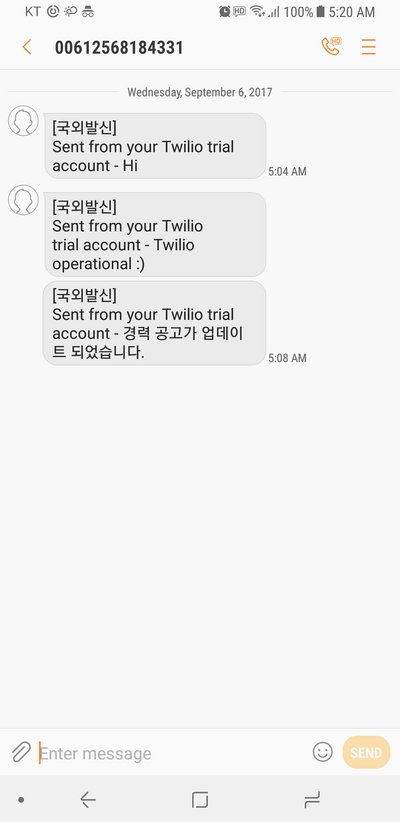 KT
HD
100%
5:20 AM
00612568184331
HD
Wednesday, September 6, 2017
[국외발신]
Sent from your Twilio trial
account - Hi
5:04 AM
[국외발신]
Sent from your Twilio
trial account - Twilio
operational :)
[국외발신]
Sent from your Twilio trial
account - 경력 공고가 업데이
트 되었습니다.
5:08 AM
Enter message
SEND